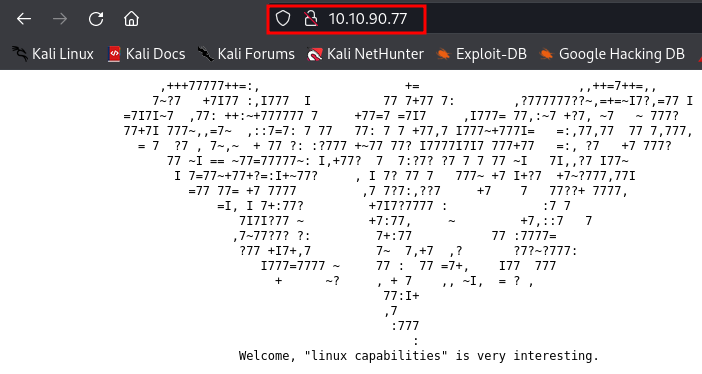 10.10.90.77
Kali Linux Kali Docs Kali Forums Kali NetHunter Exploit-DB Google Hacking DB
,+++77777++=:, += ,,++=7++=,,
7~?7 +7I77 :,I777 I 77 7+77 7: ,?777777??~,=+=~I7?,=77 I
=7I7I~7 ,77: ++:~+777777 7 +77=7 =7I7 ,I777= 77,:~7 +?7, ~7 ~ 777?
77+7I 777~,,=7~ ,::7=7: 7 77 77: 7 7 +77,7 I777~+777I= =:,77,77 77 7,777,
= 7 ?7 , 7~,~ + 77 ?: :?777 +~77 77? I7777I7I7 777+77 =:, ?7 +7 777?
77 ~I == ~77=77777~: I,+77? 7 7:?7? ?7 7 7 77 ~I 7I,,?7 I77~
I 7=77~+77+?=:I+~77? , I 7? 77 7 777~ +7 I+?7 +7~?777,77I
=77 77= +7 7777 ,7 7?7:,??7 +7 7 77??+ 7777,
=I, I 7+:77? +7I7?7777 : :7 7
7I7I?77 ~ +7:77, ~ +7,::7 7
,7~77?7? ?: 7+:77 77 :7777=
?77 +I7+,7 7~ 7,+7 ,? ?7?~?777:
I777=7777 ~ 77 : 77 =7+, I77 777
+ ~? , + 7 ,, ~I, = ? ,
77:I+
,7
:777
:
Welcome, "linux capabilities" is very interesting.